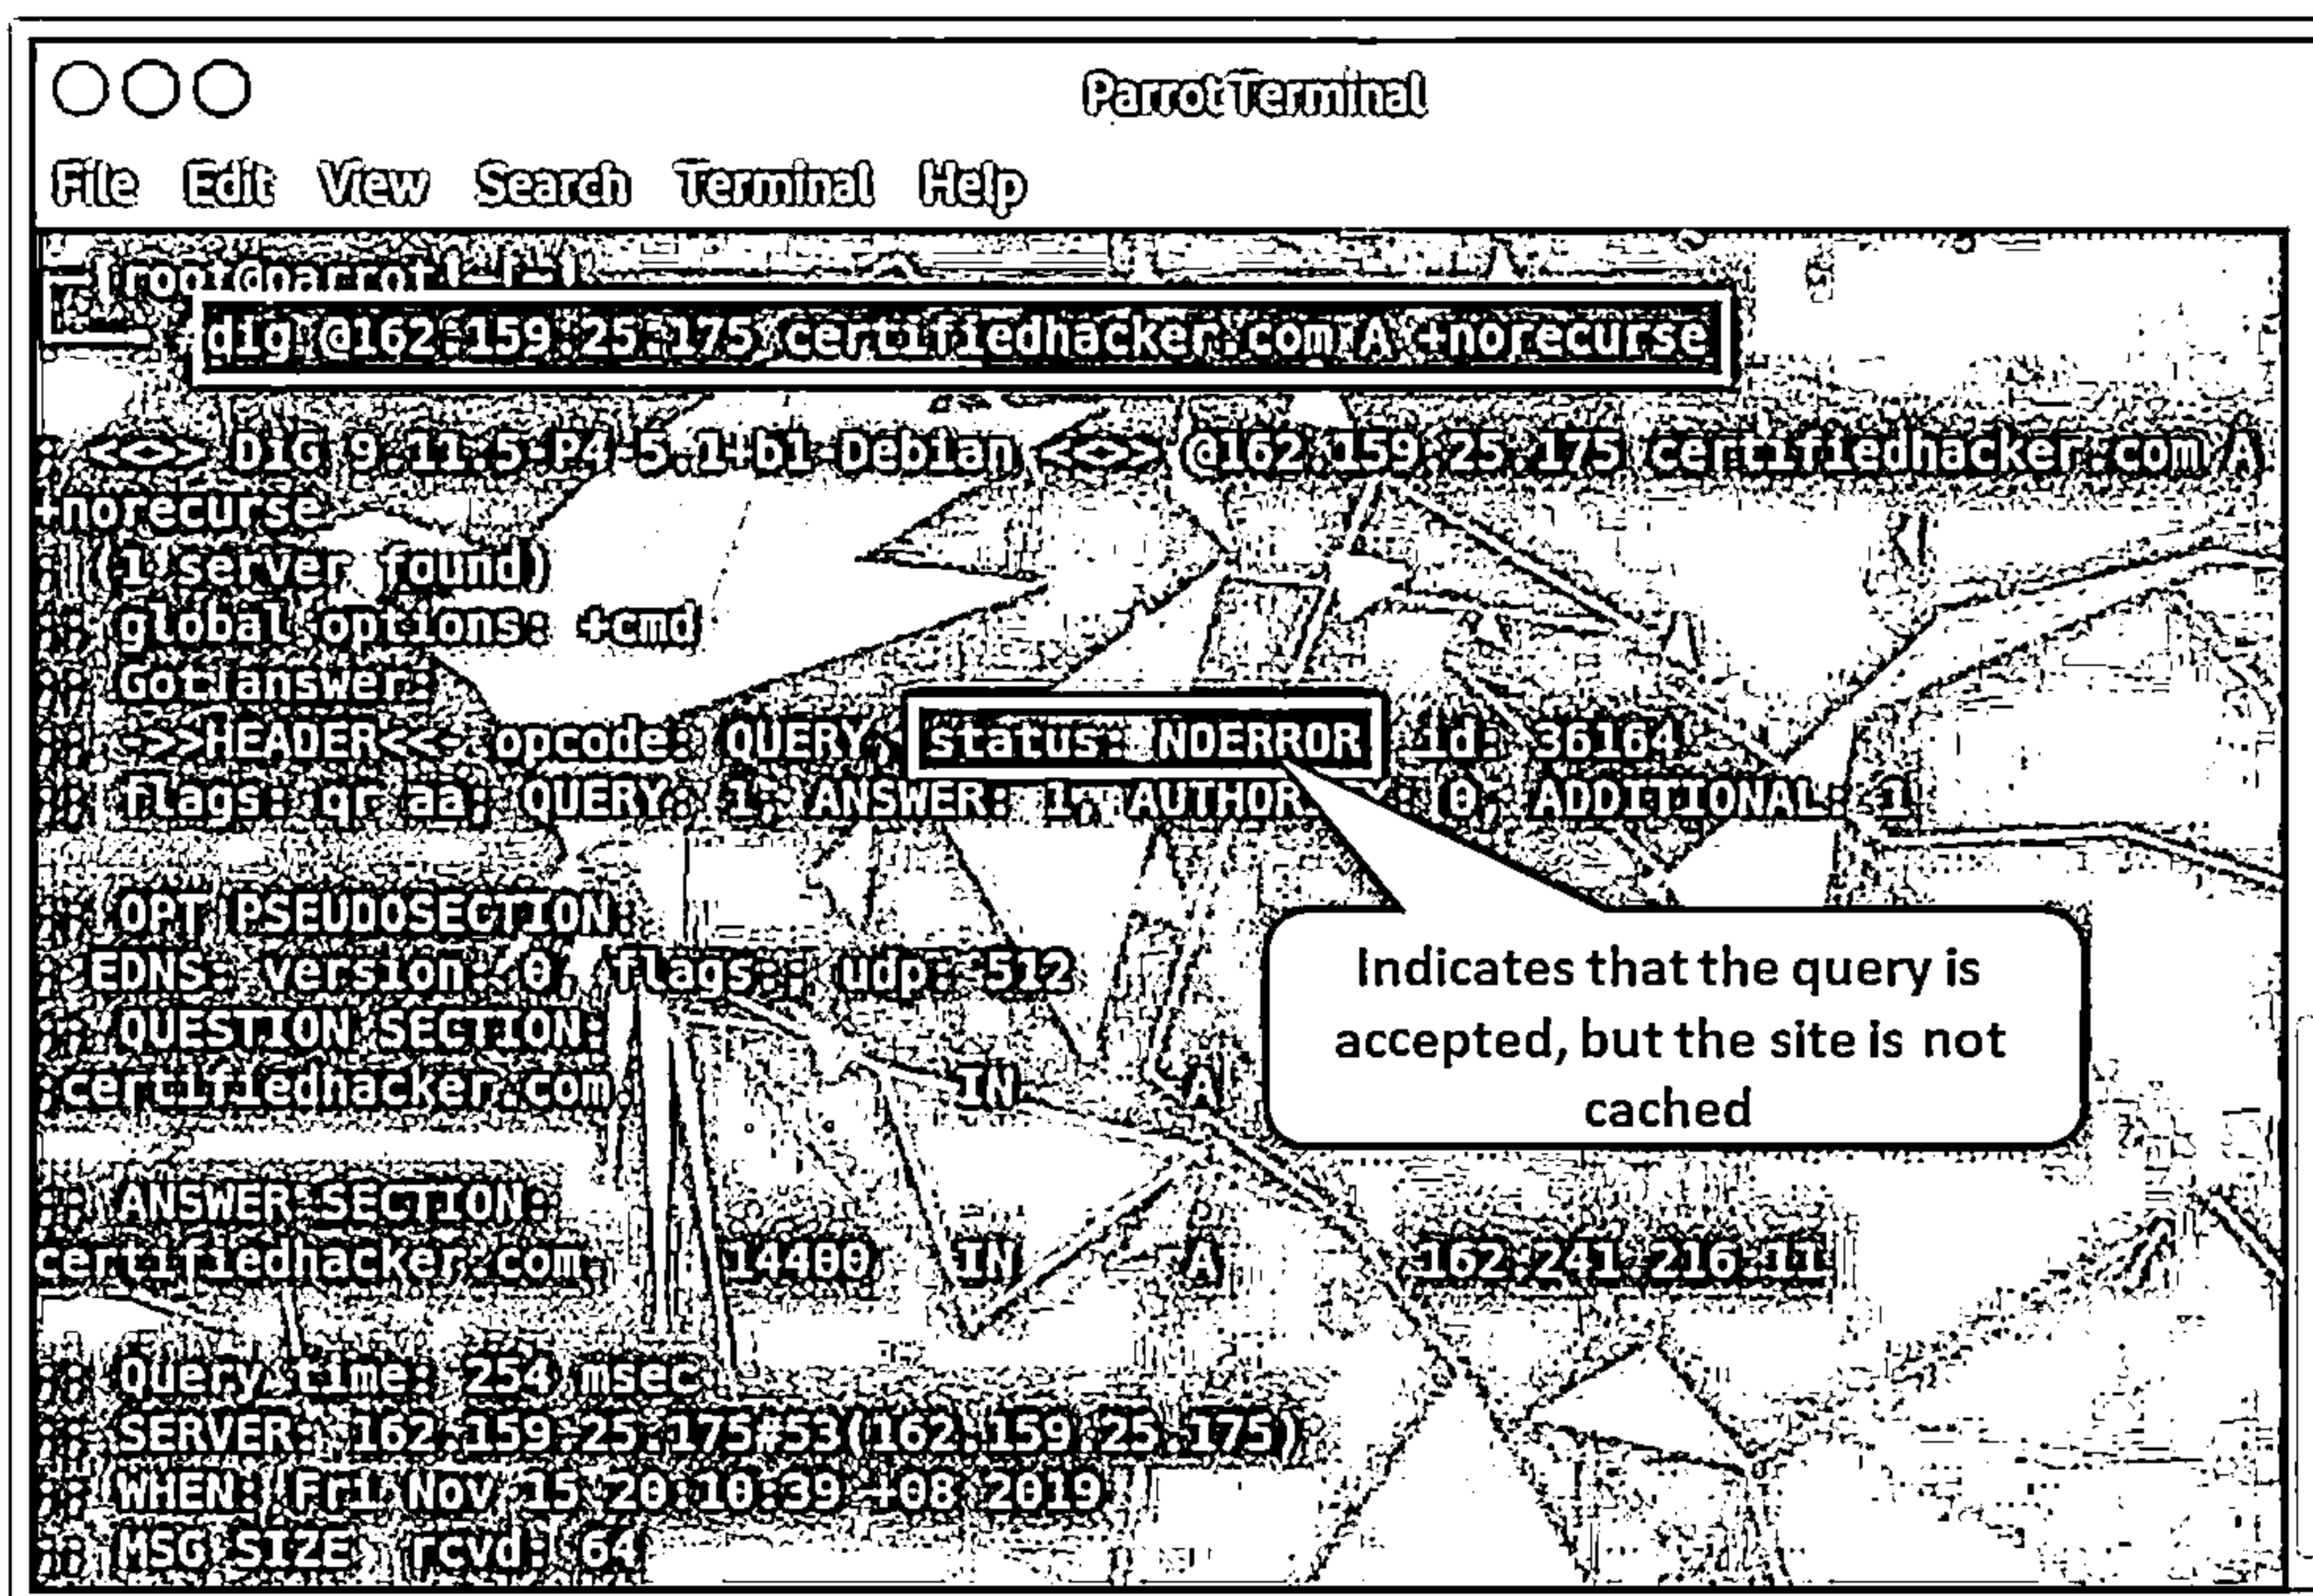 Parrot Terminal
File Edit View Search Terminal Help
[root@parrot]-[~]
#dig @162.159.25.175 certifiedhacker.com A +norecurse
; <<>> DiG 9.11.5-P4-5.1+b1-Debian <<>> @162.159.25.175 certifiedhacker.com A
+norecurse
; (1 server found)
;; global options: +cmd
;; Got answer:
;; ->>HEADER<<- opcode: QUERY, status: NOERROR, id: 36164
;; flags: qr aa; QUERY: 1, ANSWER: 1, AUTHORITY: 0, ADDITIONAL: 1
;; OPT PSEUDOSECTION:
; EDNS: version: 0, flags:; udp: 512
;; QUESTION SECTION:
;certifiedhacker.com. IN A
Indicates that the query is
accepted, but the site is not
cached
;; ANSWER SECTION:
certifiedhacker.com. 14400 IN A 162.241.216.11
;; Query time: 254 msec
;; SERVER: 162.159.25.175#53(162.159.25.175)
;; WHEN: Fri Nov 15 20:10:39 +08 2019
;; MSG SIZE rcvd: 64